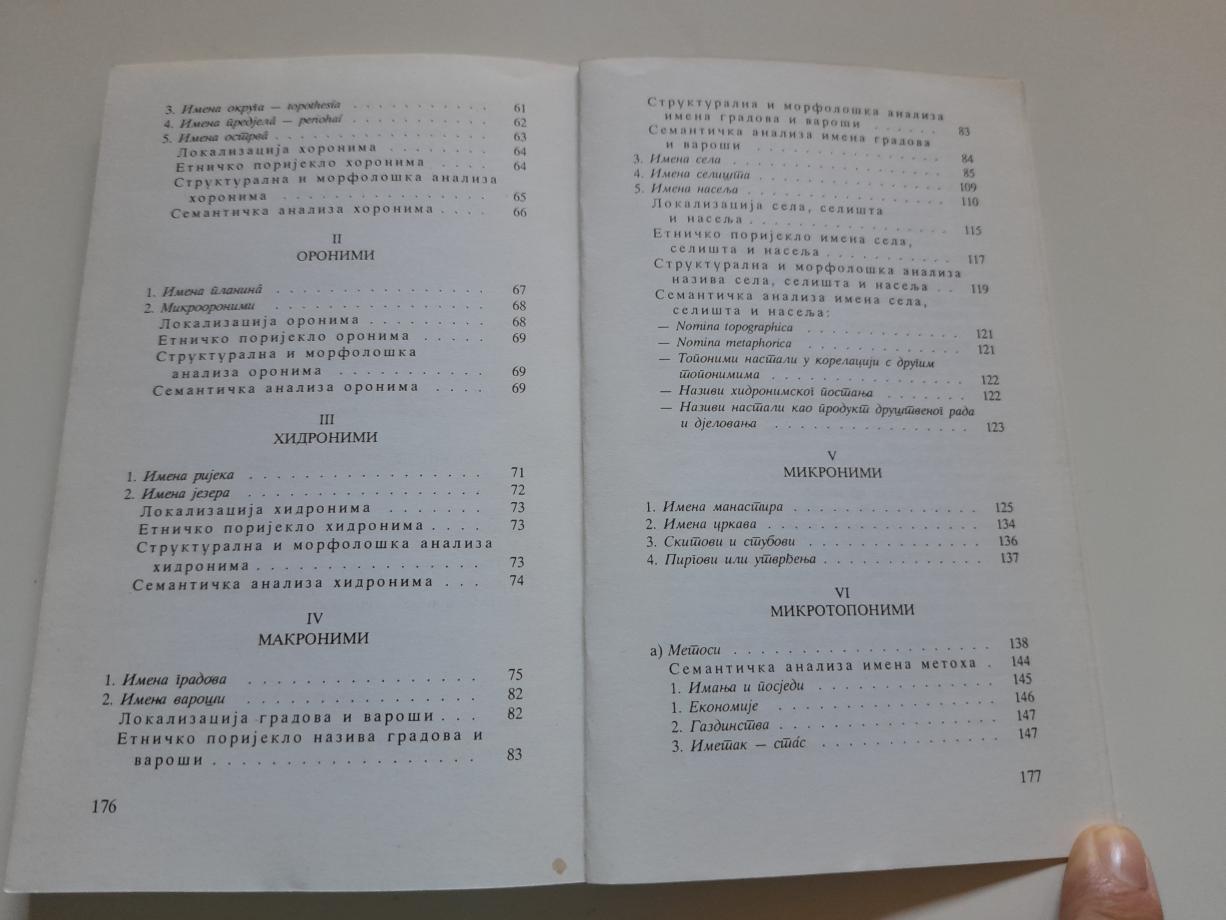 3. Имена округа — topothesia . . . . . . . . . . . 61
4. Имена предјелā — periohai . . . . . . . . . . . 62
5. Имена острвā . . . . . . . . . . . . . . . . 63
Локализација хоронима . . . . . . . 64
Етничко поријекло хоронима . . . . 64
Структурална и морфолошка анализа
хоронима . . . . . . . . . . . . . . . . 65
Семантичка анализа хоронима . . . . 66
II
ОРОНИМИ
1. Имена планинā . . . . . . . . . . . . . . . . 67
2. Микроороними . . . . . . . . . . . . . . . . 68
Локализација оронима . . . . . . . . 68
Етничко поријекло оронима . . . . . 69
Структурална и морфолошка
анализа оронима . . . . . . . . . . . 69
Семантичка анализа оронима . . . . 69
III
ХИДРОНИМИ
1. Имена ријека . . . . . . . . . . . . . . . . 71
2. Имена језера . . . . . . . . . . . . . . . . 72
Локализација хидронима . . . . . . 73
Етничко поријекло хидронима . . . . 73
Структурална и морфолошка анализа
хидронима . . . . . . . . . . . . . . . 73
Семантичка анализа хидронима . . . 74
IV
МАКРОНИМИ
1. Имена градова . . . . . . . . . . . . . . . . 75
2. Имена вароши . . . . . . . . . . . . . . . . 82
Локализација градова и вароши . . . 82
Етничко поријекло назива градова и
вароши . . . . . . . . . . . . . . . . . 83
176
Структурална и морфолошка анализа
имена градова и вароши . . . . . . 83
Семантичка анализа имена градова
и вароши . . . . . . . . . . . . . . 84
3. Имена села . . . . . . . . . . . . . . . . 85
4. Имена селишта . . . . . . . . . . . . . . . 109
5. Имена насеља . . . . . . . . . . . . . . . 110
Локализација села, селишта
и насеља . . . . . . . . . . . . . . . 115
Етничко поријекло имена села,
селишта и насеља . . . . . . . . . . . 117
Структурална и морфолошка анализа
назива села, селишта и насеља . . 119
Семантичка анализа имена села,
селишта и насеља:
— Nomina topographica . . . . . . . . . . . . 121
— Nomina metaphorica . . . . . . . . . . . . . 121
— Топоними настали у корелацији с другим
топонимима . . . . . . . . . . . . . . . . 122
— Називи хидронимског постања . . . . . . . 122
— Називи настали као продукт друштвеног рада
и дјеловања . . . . . . . . . . . . . . . . 123
V
МИКРОНИМИ
1. Имена манастира . . . . . . . . . . . . . . . 125
2. Имена цркава . . . . . . . . . . . . . . . . 134
3. Скитови и стубови . . . . . . . . . . . . . . 136
4. Пиргови или утврђења . . . . . . . . . . . . . 137
VI
МИКРОТОПОНИМИ
а) Метоси . . . . . . . . . . . . . . . . . . . . 138
Семантичка анализа имена метоха . 144
1. Имања и посједи . . . . . . . . . . . . . . 145
1. Економије . . . . . . . . . . . . . . . . . 146
2. Газдинства . . . . . . . . . . . . . . . . 147
3. Иметак — стáс . . . . . . . . . . . . . . 147
177